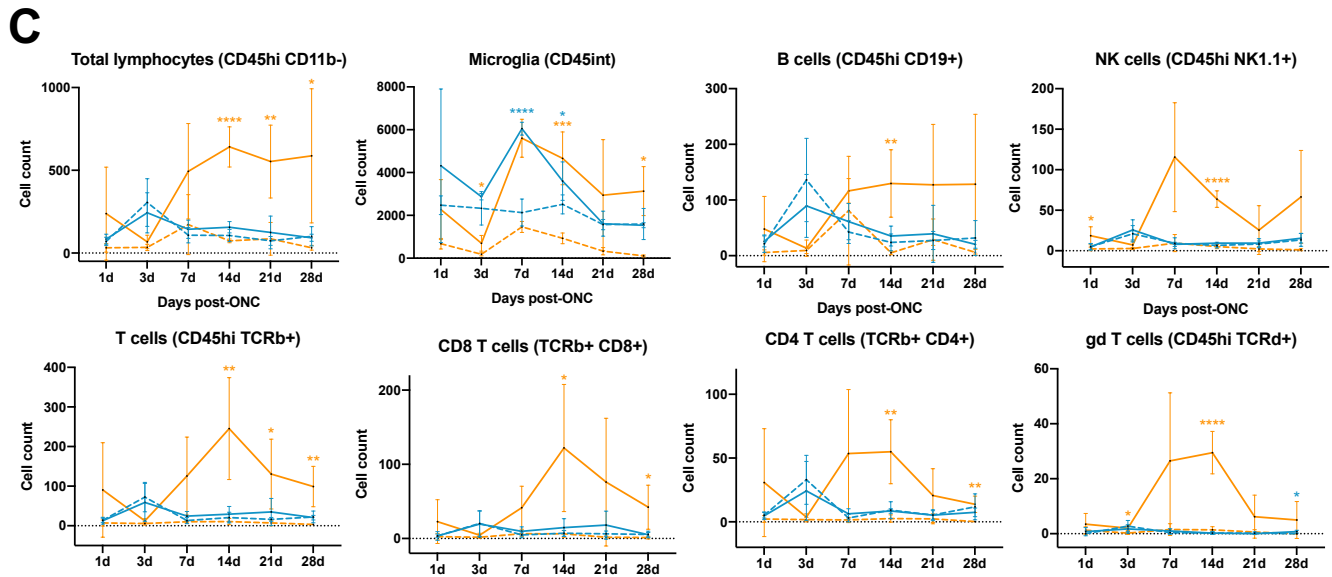 C
Total lymphocytes (CD45hi CD11b-)
Cell count
1000
500
0
*
****
**
1d 3d 7d 14d 21d 28d
Days post-ONC
Microglia (CD45int)
Cell count
8000
6000
4000
2000
0
****
*
***
*
*
1d 3d 7d 14d 21d 28d
Days post-ONC
B cells (CD45hi CD19+)
Cell count
300
200
100
0
**
1d 3d 7d 14d 21d 28d
Days post-ONC
NK cells (CD45hi NK1.1+)
Cell count
200
150
100
50
0
*
****
1d 3d 7d 14d 21d 28d
Days post-ONC
T cells (CD45hi TCRb+)
Cell count
400
300
200
100
0
**
*
**
1d 3d 7d 14d 21d 28d
CD8 T cells (TCRb+ CD8+)
Cell count
200
100
0
*
*
1d 3d 7d 14d 21d 28d
CD4 T cells (TCRb+ CD4+)
Cell count
100
50
0
**
**
1d 3d 7d 14d 21d 28d
gd T cells (CD45hi TCRd+)
Cell count
60
40
20
0
*
****
*
1d 3d 7d 14d 21d 28d